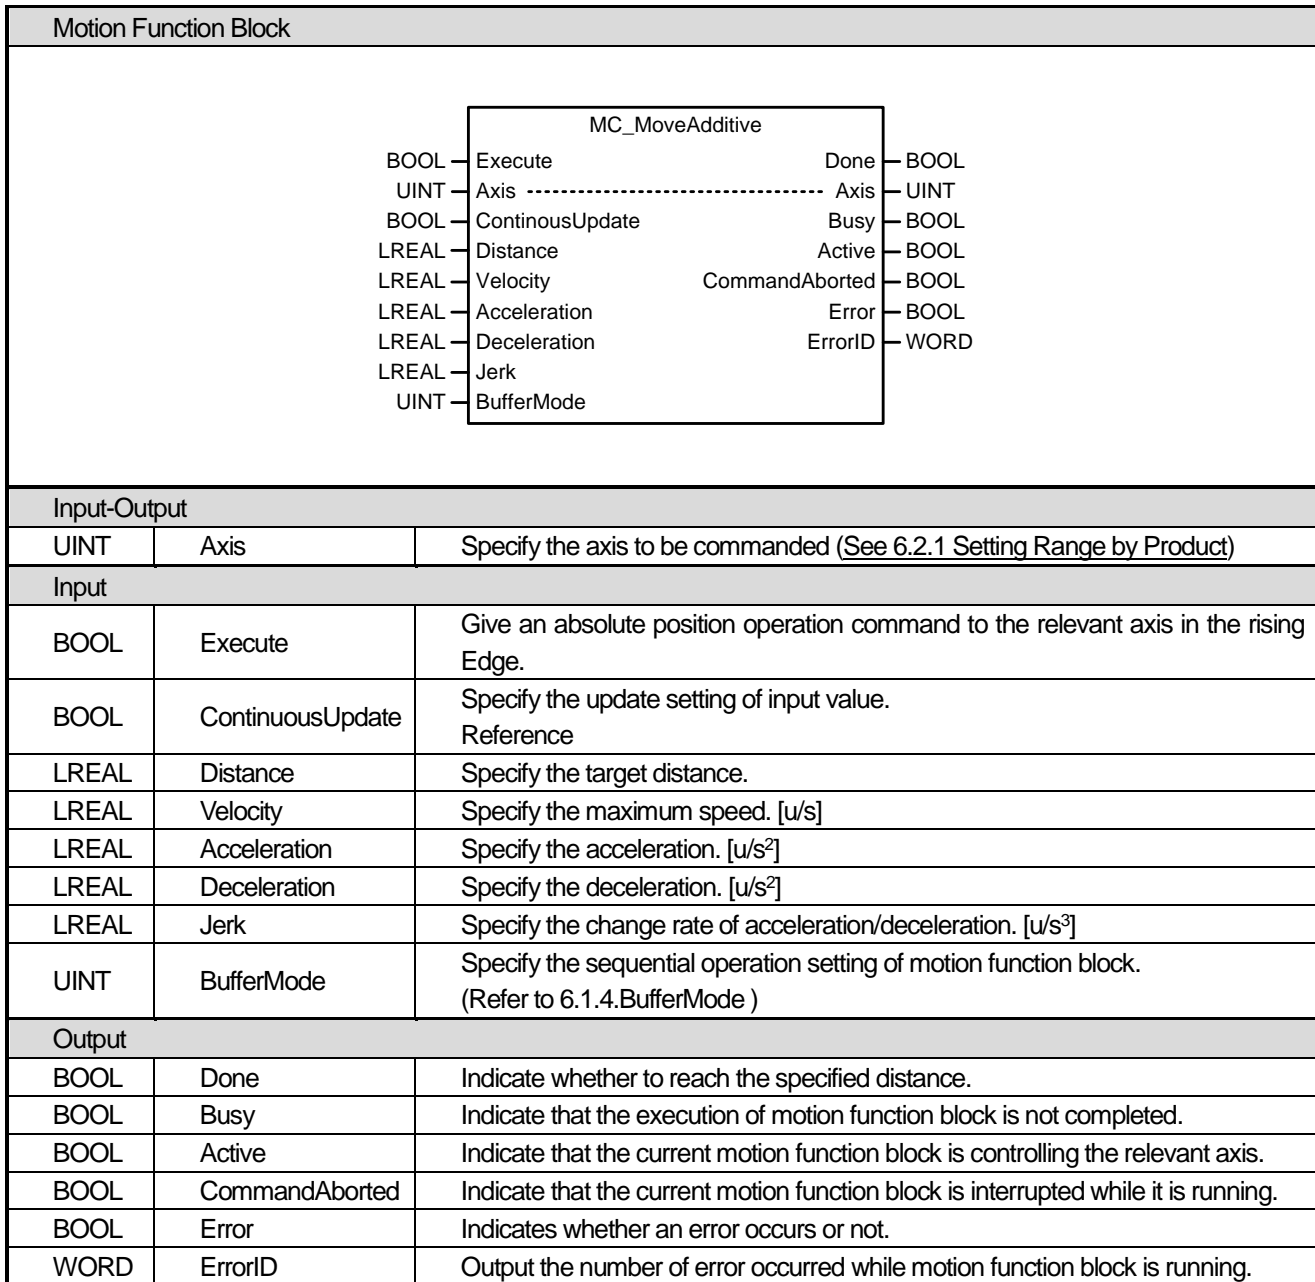 Motion Function Block
MC_MoveAdditive
BOOL Execute Done BOOL
UINT Axis Axis UINT
BOOL ContinousUpdate Busy BOOL
LREAL Distance Active BOOL
LREAL Velocity CommandAborted BOOL
LREAL Acceleration Error BOOL
LREAL Deceleration ErrorID WORD
LREAL Jerk
UINT BufferMode
Input-Output
UINT Axis Specify the axis to be commanded (See 6.2.1 Setting Range by Product)
Input
BOOL Execute Give an absolute position operation command to the relevant axis in the rising
Edge.
BOOL ContinuousUpdate Specify the update setting of input value.
Reference
LREAL Distance Specify the target distance.
LREAL Velocity Specify the maximum speed. [u/s]
LREAL Acceleration Specify the acceleration. [u/s²]
LREAL Deceleration Specify the deceleration. [u/s²]
LREAL Jerk Specify the change rate of acceleration/deceleration. [u/s³]
UINT BufferMode Specify the sequential operation setting of motion function block.
(Refer to 6.1.4.BufferMode )
Output
BOOL Done Indicate whether to reach the specified distance.
BOOL Busy Indicate that the execution of motion function block is not completed.
BOOL Active Indicate that the current motion function block is controlling the relevant axis.
BOOL CommandAborted Indicate that the current motion function block is interrupted while it is running.
BOOL Error Indicates whether an error occurs or not.
WORD ErrorID Output the number of error occurred while motion function block is running.